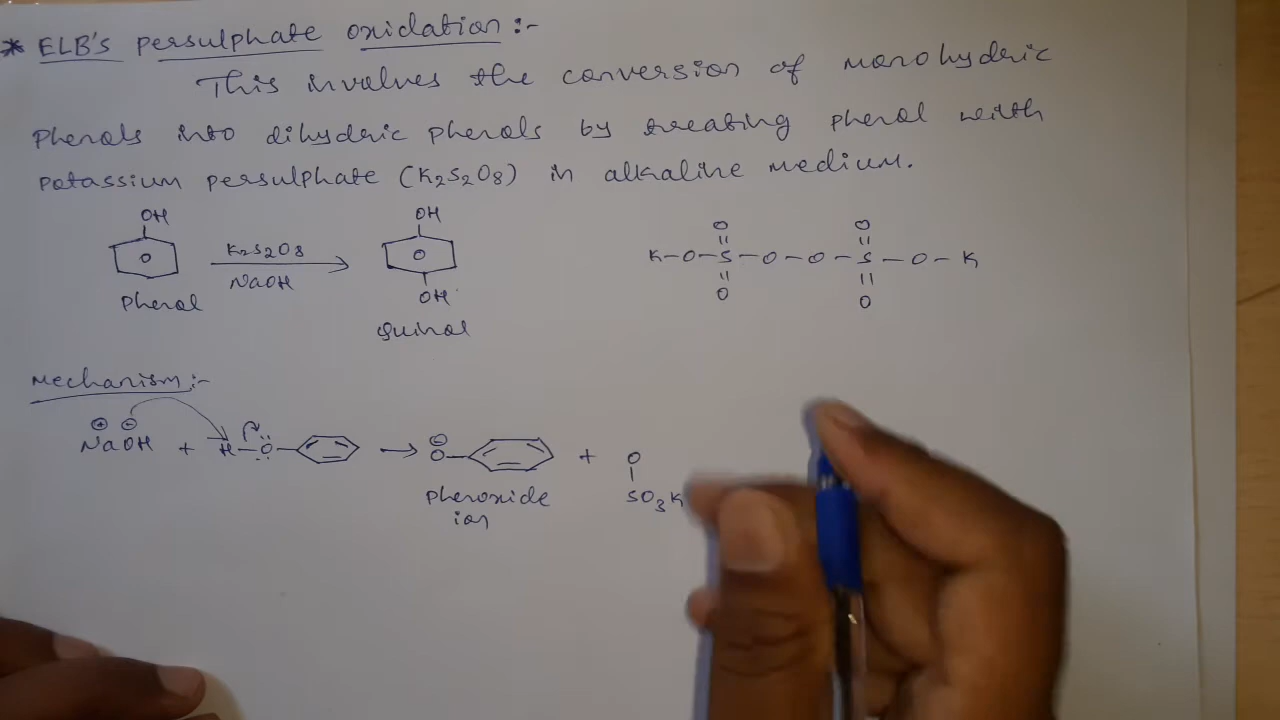 * ELB's persulphate oxidation :-
This involves the conversion of monohydric
phenols into dihydric phenols by treating phenol with
potassium persulphate (K2S2O8) in alkaline medium.
OH
OH
K2S2O8
NaOH
OH
Phenol
Quinol
O O
K-O-S-O-O-S-O-K
O O
Mechanism:-
⊕ ⊖
NaOH + H-O- → ⊖O- + O
SO3K
Phenoxide
ion